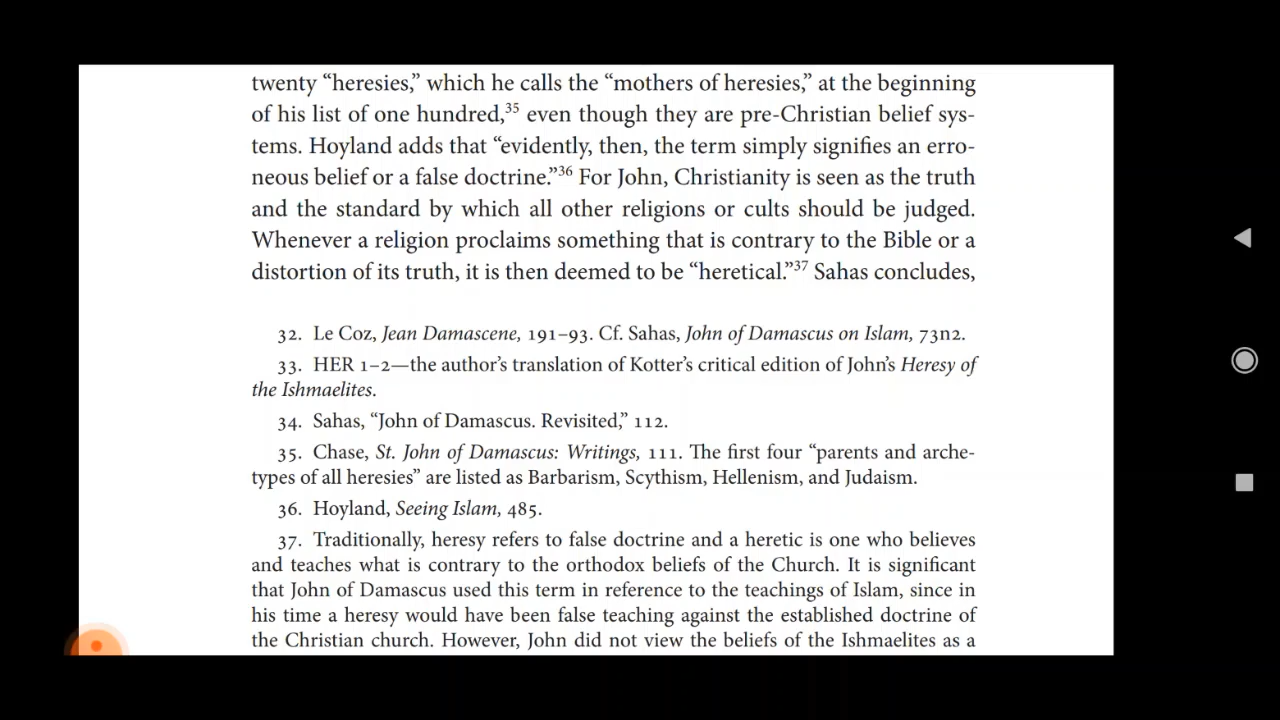 twenty “heresies,” which he calls the “mothers of heresies,” at the beginning
of his list of one hundred,35 even though they are pre-Christian belief sys-
tems. Hoyland adds that “evidently, then, the term simply signifies an erro-
neous belief or a false doctrine.”36 For John, Christianity is seen as the truth
and the standard by which all other religions or cults should be judged.
Whenever a religion proclaims something that is contrary to the Bible or a
distortion of its truth, it is then deemed to be “heretical.”37 Sahas concludes,
32. Le Coz, Jean Damascene, 191–93. Cf. Sahas, John of Damascus on Islam, 73n2.
33. HER 1–2—the author’s translation of Kotter’s critical edition of John’s Heresy of
the Ishmaelites.
34. Sahas, “John of Damascus. Revisited,” 112.
35. Chase, St. John of Damascus: Writings, 111. The first four “parents and arche-
types of all heresies” are listed as Barbarism, Scythism, Hellenism, and Judaism.
36. Hoyland, Seeing Islam, 485.
37. Traditionally, heresy refers to false doctrine and a heretic is one who believes
and teaches what is contrary to the orthodox beliefs of the Church. It is significant
that John of Damascus used this term in reference to the teachings of Islam, since in
his time a heresy would have been false teaching against the established doctrine of
the Christian church. However, John did not view the beliefs of the Ishmaelites as a